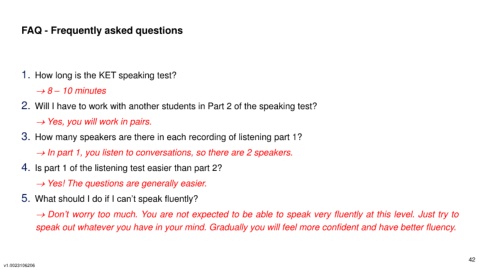 FAQ - Frequently asked questions
1. How long is the KET speaking test?
→ 8 – 10 minutes
2. Will I have to work with another students in Part 2 of the speaking test?
→ Yes, you will work in pairs.
3. How many speakers are there in each recording of listening part 1?
→ In part 1, you listen to conversations, so there are 2 speakers.
4. Is part 1 of the listening test easier than part 2?
→ Yes! The questions are generally easier.
5. What should I do if I can't speak fluently?
→ Don't worry too much. You are not expected to be able to speak very fluently at this level. Just try to
speak out whatever you have in your mind. Gradually you will feel more confident and have better fluency.
42